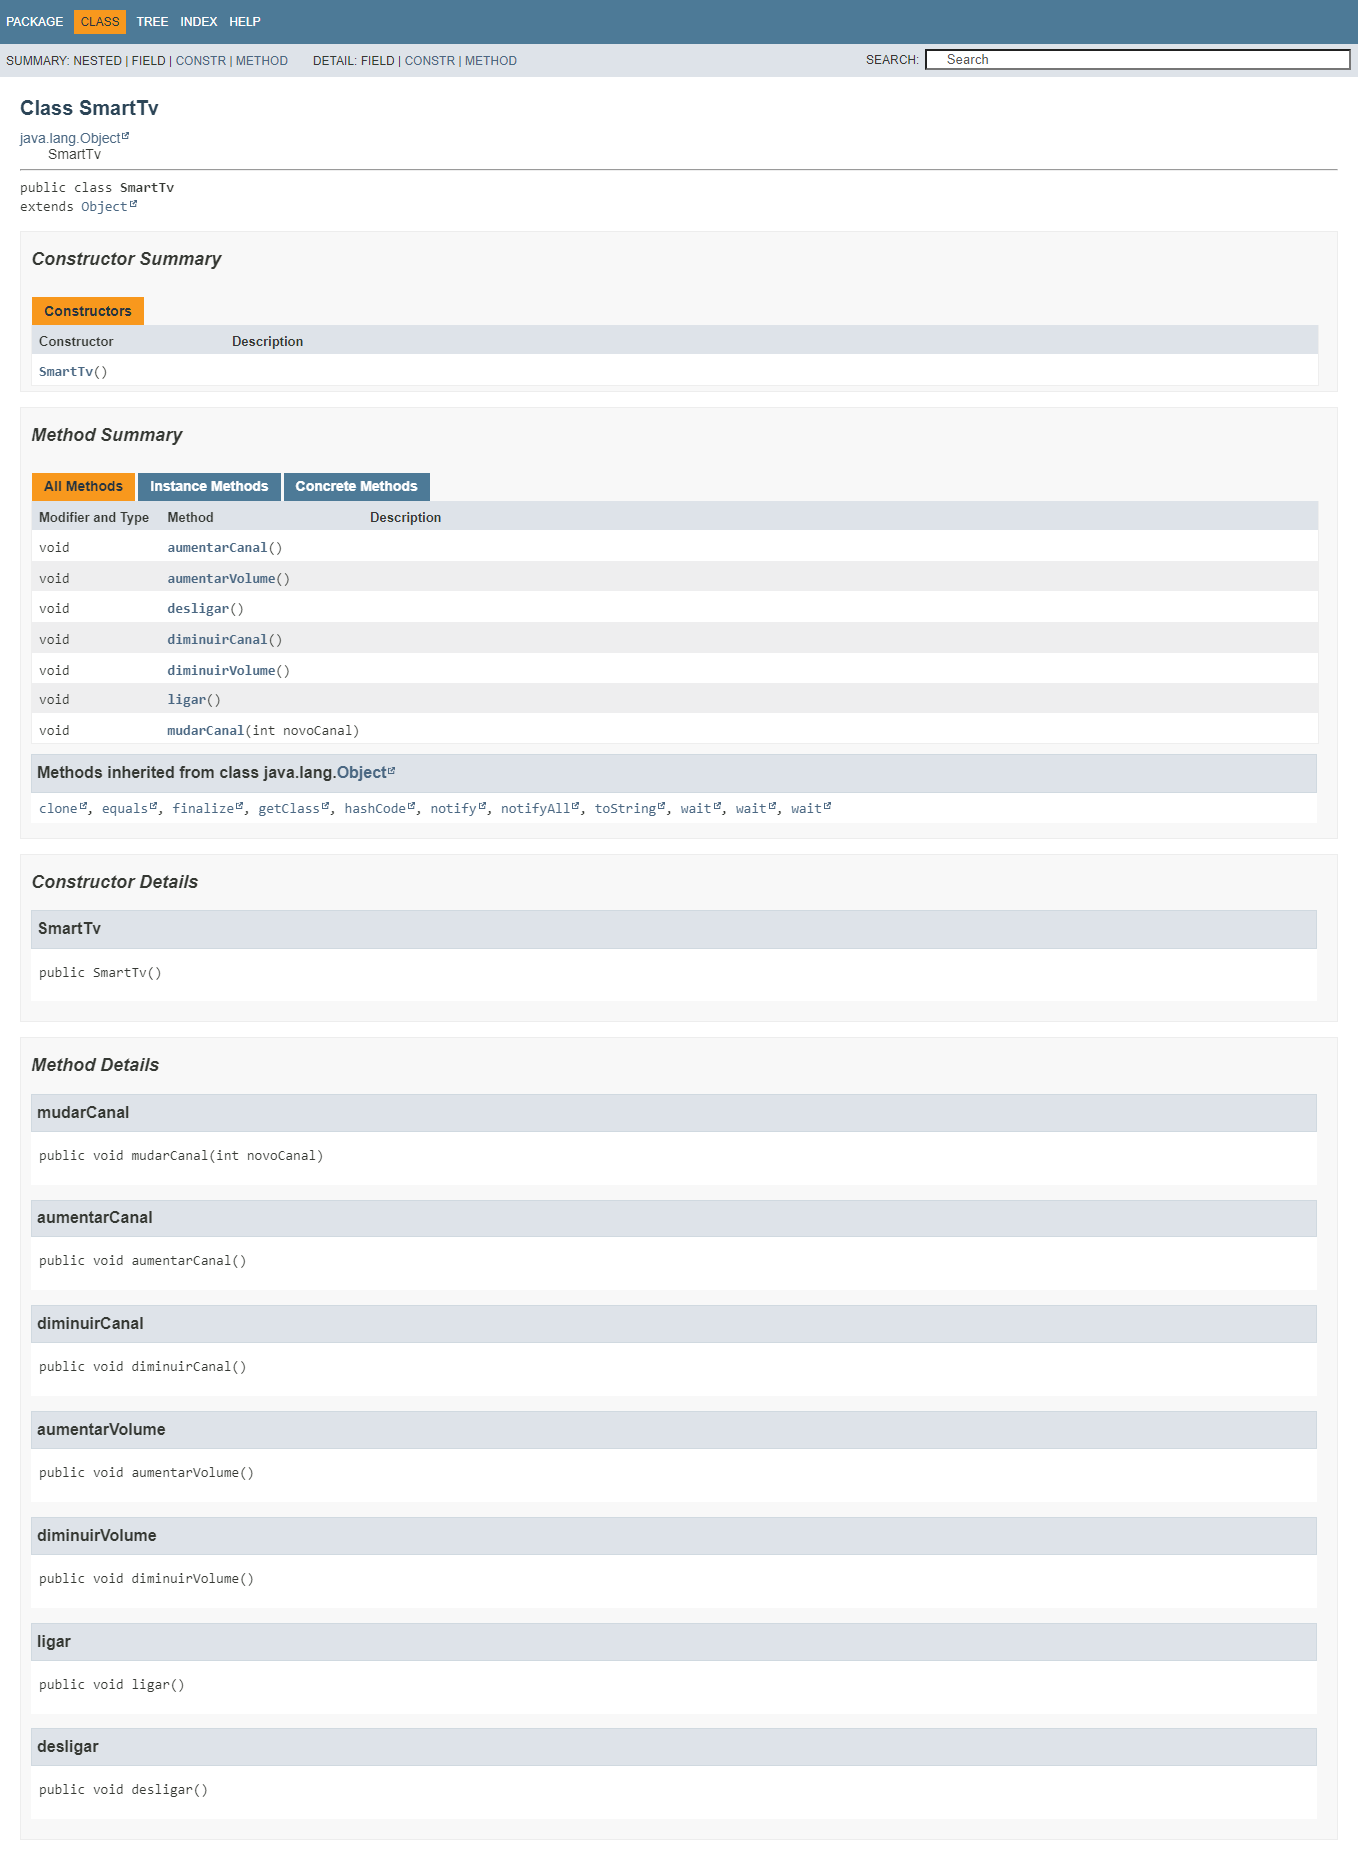 PACKAGE CLASS TREE INDEX HELP
SUMMARY: NESTED | FIELD | CONSTR | METHOD DETAIL: FIELD | CONSTR | METHOD SEARCH: Search
Class SmartTv
java.lang.Object
SmartTv
public class SmartTv
extends Object
Constructor Summary
Constructors
Constructor Description
SmartTv()
Method Summary
All Methods Instance Methods Concrete Methods
Modifier and Type Method Description
void aumentarCanal()
void aumentarVolume()
void desligar()
void diminuirCanal()
void diminuirVolume()
void ligar()
void mudarCanal(int novoCanal)
Methods inherited from class java.lang.Object
clone, equals, finalize, getClass, hashCode, notify, notifyAll, toString, wait, wait, wait
Constructor Details
SmartTv
public SmartTv()
Method Details
mudarCanal
public void mudarCanal(int novoCanal)
aumentarCanal
public void aumentarCanal()
diminuirCanal
public void diminuirCanal()
aumentarVolume
public void aumentarVolume()
diminuirVolume
public void diminuirVolume()
ligar
public void ligar()
desligar
public void desligar()